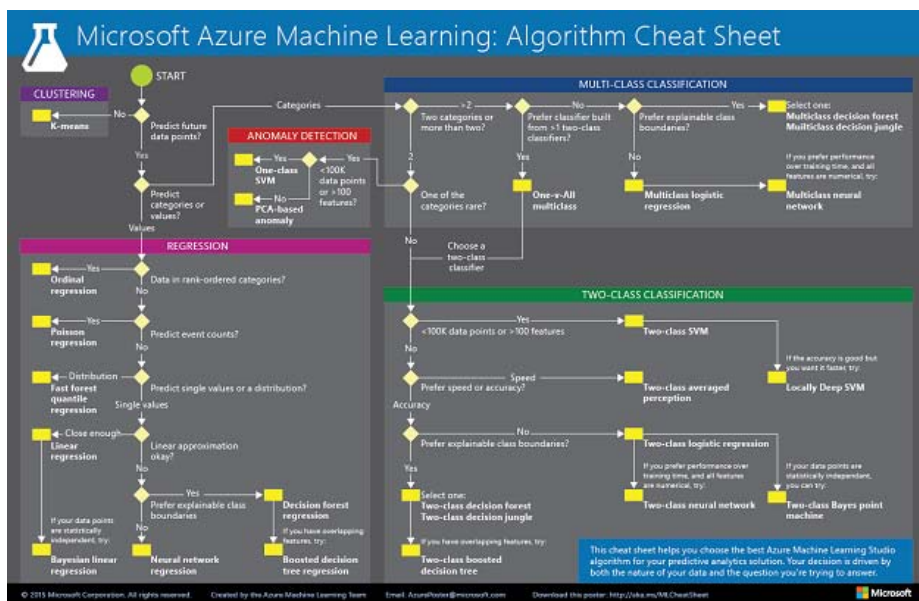 Microsoft Azure Machine Learning: Algorithm Cheat Sheet
START
CLUSTERING
K-means
No
Predict future
data points?
Yes
Predict
categories or
values?
Categories
Values
ANOMALY DETECTION
Yes
One-class
SVM
Yes
<100K
data points
or >100
features?
No
PCA-based
anomaly
MULTI-CLASS CLASSIFICATION
Two categories or
more than two?
>2
2
Prefer classifier built
from >1 two-class
classifiers?
No
Yes
Prefer explainable class
boundaries?
Yes
No
Select one:
Multiclass decision forest
Muilticlass decision jungle
One of the
categories rare?
No
One-v-All
multiclass
Multiclass logistic
regression
If you prefer performance
over training time, and all
features are numerical, try:
Multiclass neural
network
Choose a
two-class
classifier
REGRESSION
Yes
Ordinal
regression
Data in rank-ordered categories?
No
Yes
Poisson
regression
Predict event counts?
No
Distribution
Fast forest
quantile
regression
Predict single values or a distribution?
Single values
Close enough
Linear
regression
Linear approximation
okay?
No
Yes
Prefer explainable class
boundaries
No
Decision forest
regression
If your data points
are statistically
independent, try:
Bayesian linear
regression
Neural network
regression
If you have overlapping
features, try:
Boosted decision
tree regression
TWO-CLASS CLASSIFICATION
Yes
<100K data points or >100 features
No
Two-class SVM
If the accuracy is good but
you want it faster, try:
Locally Deep SVM
Speed
Prefer speed or accuracy?
Accuracy
Two-class averaged
perception
No
Prefer explainable class boundaries?
Yes
Two-class logistic regression
Select one:
Two-class decision forest
Two-class decision jungle
If you prefer performance over
training time, and all features
are numerical, try:
Two-class neural network
If your data points are
statistically independant,
you can try:
Two-class Bayes point
machine
If you have overlapping features, try:
Two-class boosted
decision tree
This cheat sheet helps you choose the best Azure Machine Learning Studio
algorithm for your predictive analytics solution. Your decision is driven by
both the nature of your data and the question you're trying to answer.
© 2015 Microsoft Corporation. All rights reserved. Created by the Azure Machine Learning Team Email: AzurePoster@microsoft.com Download this poster: http://aka.ms/MLCheatSheet
Microsoft